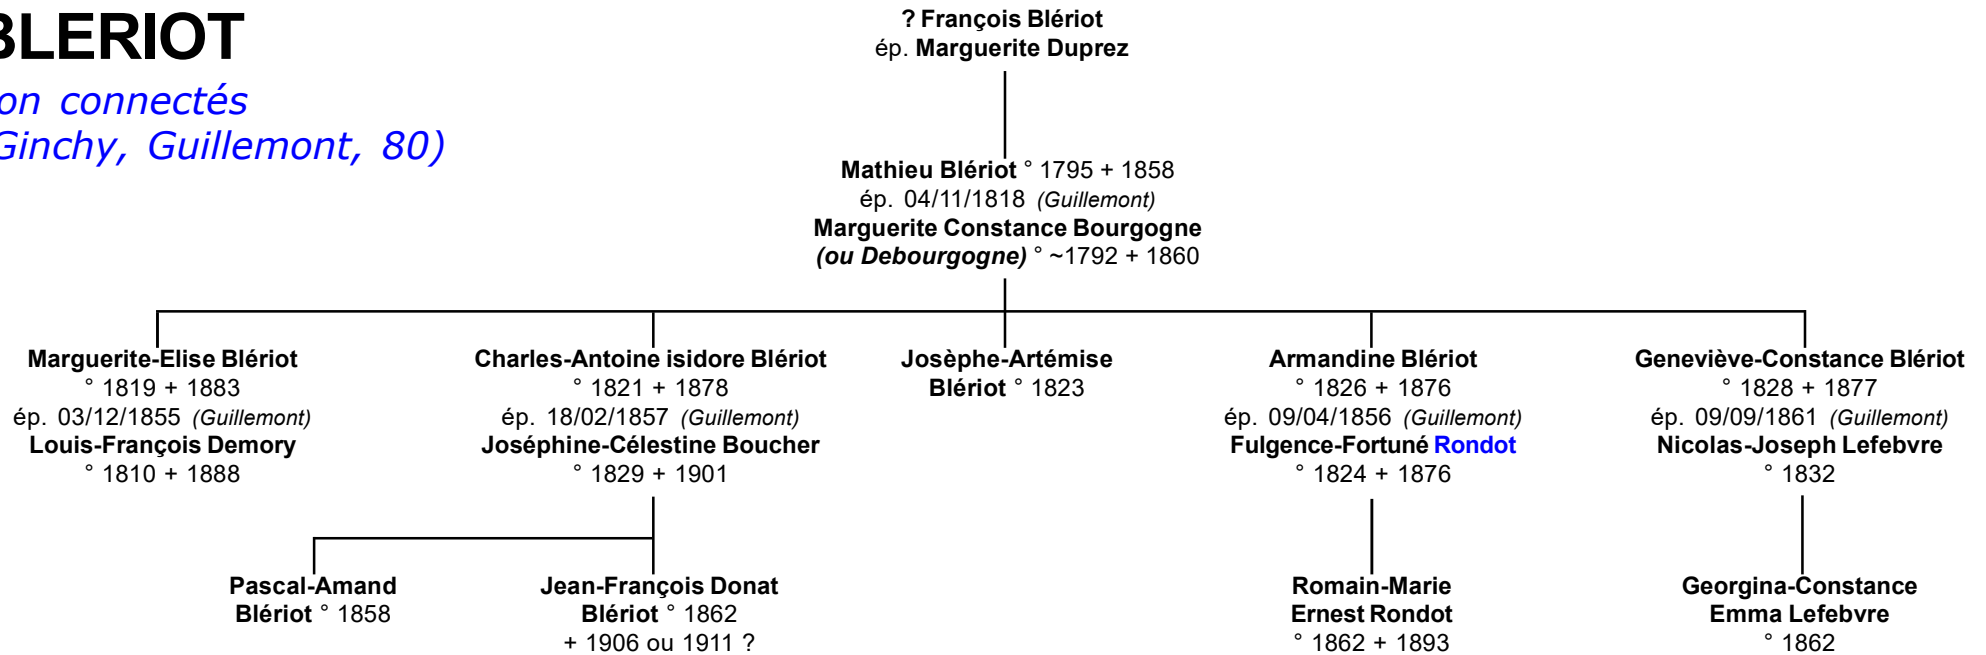 BLERIOT
on connectés
Ginchy, Guillemont, 80)
? François Blériot
ép. Marguerite Duprez
Mathieu Blériot ° 1795 + 1858
ép. 04/11/1818 (Guillemont)
Marguerite Constance Bourgogne
(ou Debourgogne) ° ~1792 + 1860
Marguerite-Elise Blériot
° 1819 + 1883
ép. 03/12/1855 (Guillemont)
Louis-François Demory
° 1810 + 1888
Charles-Antoine isidore Blériot
° 1821 + 1878
ép. 18/02/1857 (Guillemont)
Joséphine-Célestine Boucher
° 1829 + 1901
Josèphe-Artémise
Blériot ° 1823
Armandine Blériot
° 1826 + 1876
ép. 09/04/1856 (Guillemont)
Fulgence-Fortuné Rondot
° 1824 + 1876
Geneviève-Constance Blériot
° 1828 + 1877
ép. 09/09/1861 (Guillemont)
Nicolas-Joseph Lefebvre
° 1832
Pascal-Amand
Blériot ° 1858
Jean-François Donat
Blériot ° 1862
+ 1906 ou 1911 ?
Romain-Marie
Ernest Rondot
° 1862 + 1893
Georgina-Constance
Emma Lefebvre
° 1862